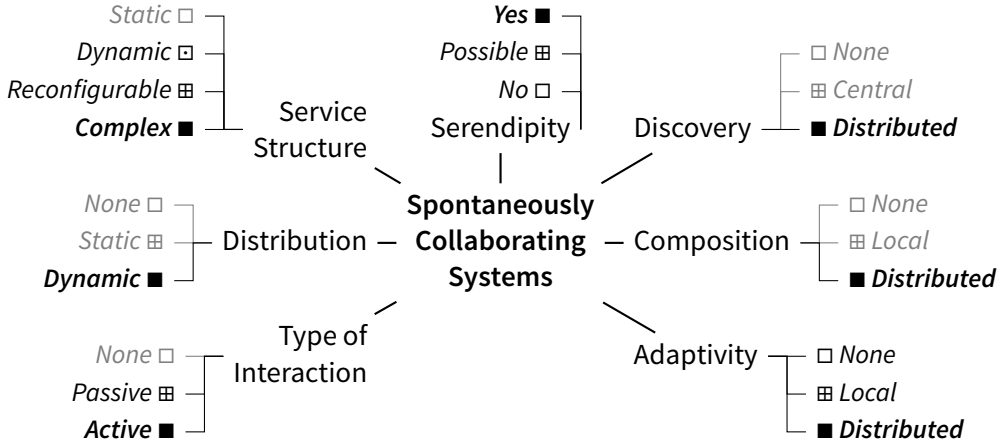 Static □
Dynamic ⊡
Reconfigurable ⊞
Complex ■
Service
Structure
Yes ■
Possible ⊞
No □
Serendipity
Discovery
□ None
⊞ Central
■ Distributed
None □
Static ⊞
Dynamic ■
Distribution
Spontaneously
Collaborating
Systems
Composition
□ None
⊞ Local
■ Distributed
None □
Passive ⊞
Active ■
Type of
Interaction
Adaptivity
□ None
⊞ Local
■ Distributed